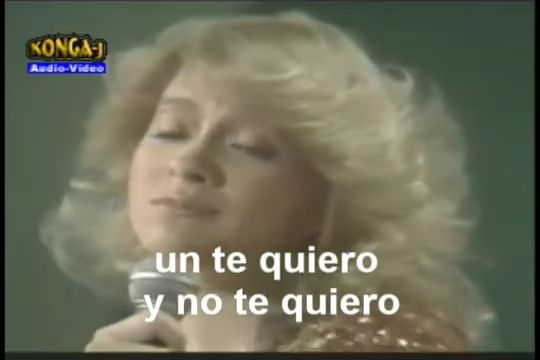 KONGA-J
Audio-Video
un te quiero
y no te quiero